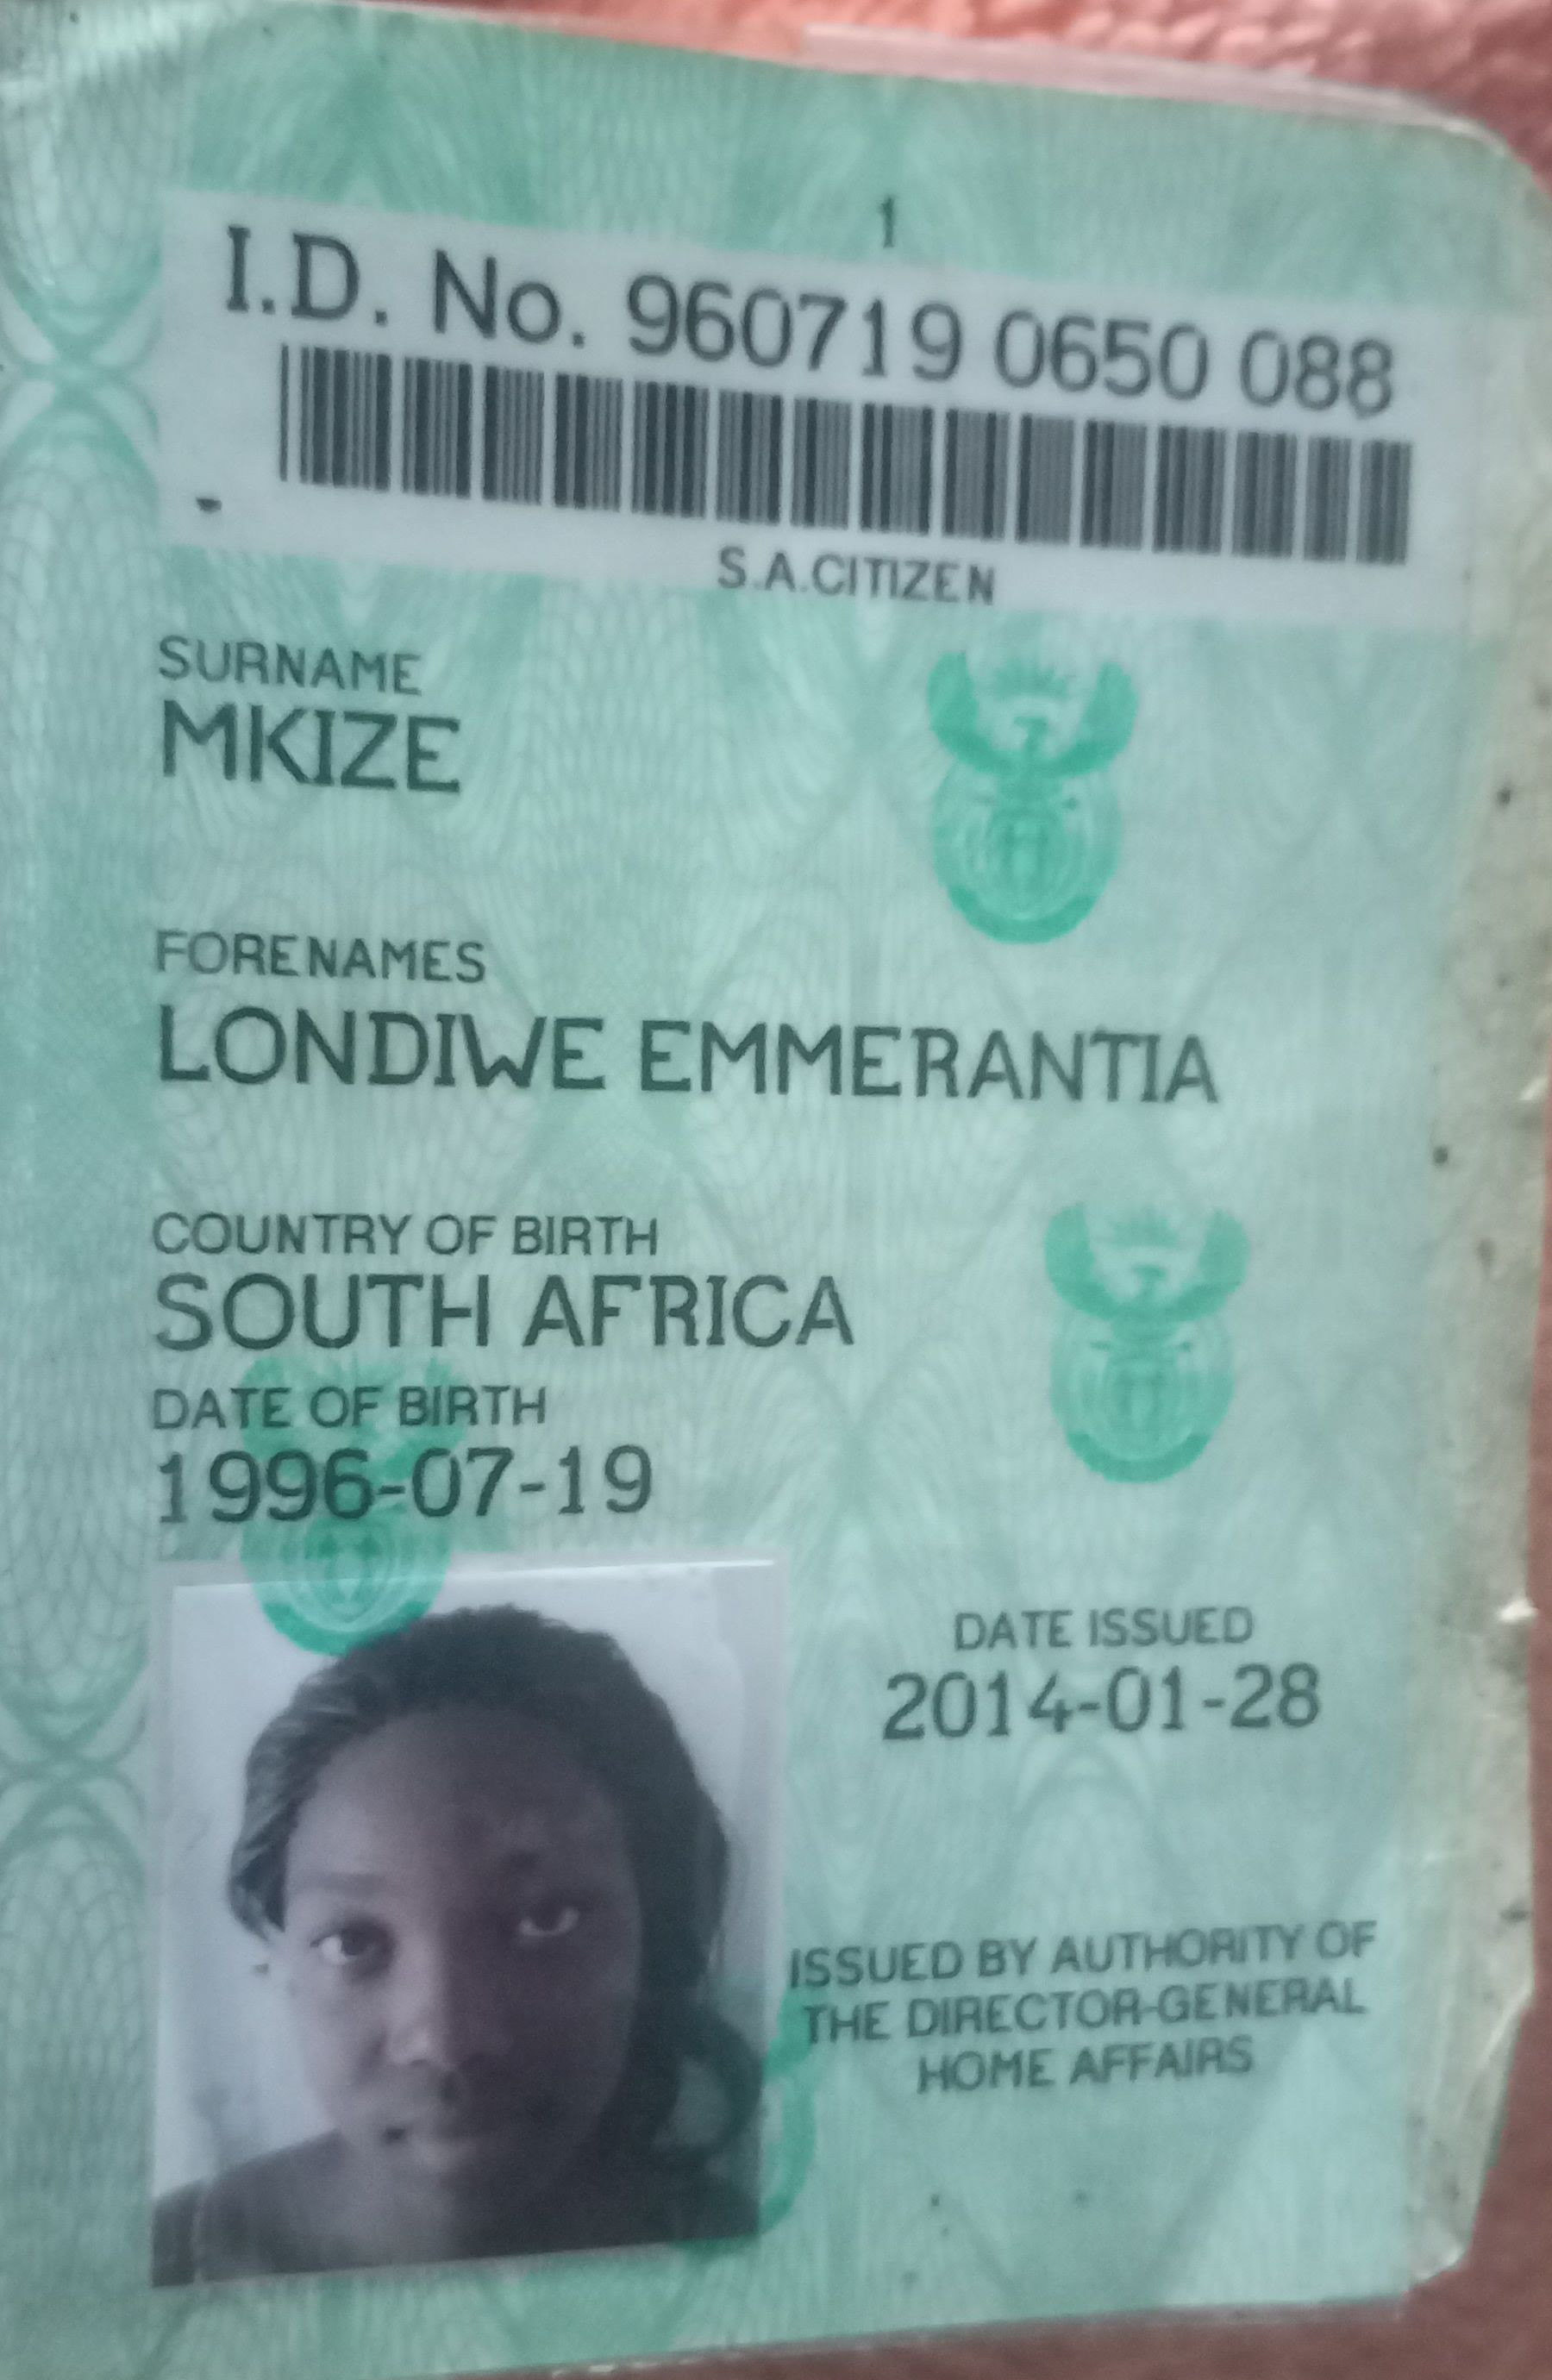 1
I.D. No. 960719 0650 088
S.A.CITIZEN
SURNAME
MKIZE
FORENAMES
LONDIWE EMMERANTIA
COUNTRY OF BIRTH
SOUTH AFRICA
DATE OF BIRTH
1996-07-19
DATE ISSUED
2014-01-28
ISSUED BY AUTHORITY OF
THE DIRECTOR-GENERAL
HOME AFFAIRS